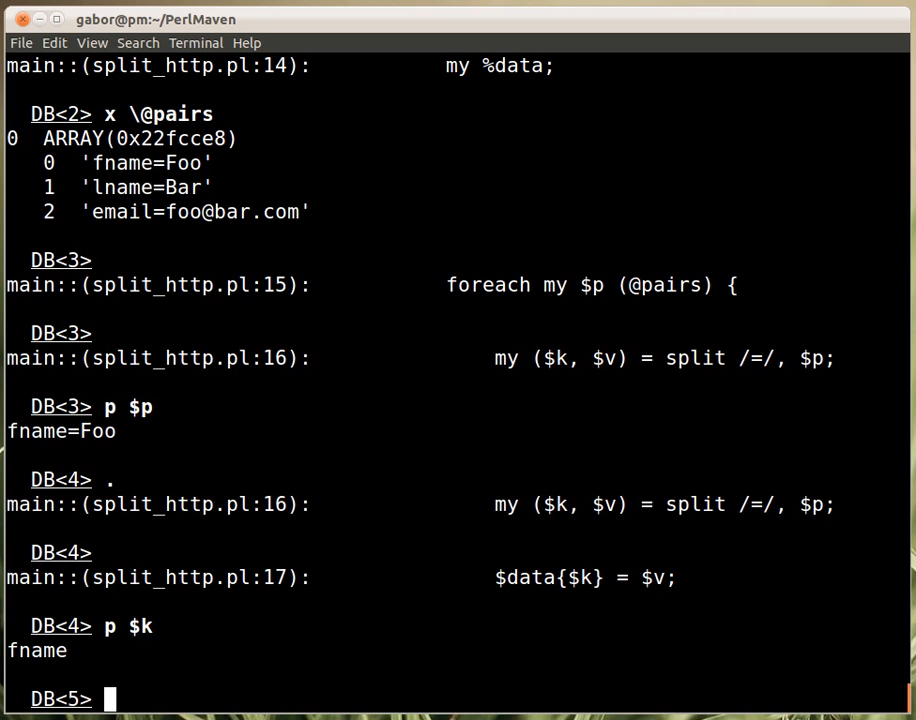 gabor@pm:~/PerlMaven
File Edit View Search Terminal Help
main::(split_http.pl:14): my %data;
DB<2> x \@pairs
0 ARRAY(0x22fcce8)
0 'fname=Foo'
1 'lname=Bar'
2 'email=foo@bar.com'
DB<3>
main::(split_http.pl:15): foreach my $p (@pairs) {
DB<3>
main::(split_http.pl:16): my ($k, $v) = split /=/, $p;
DB<3> p $p
fname=Foo
DB<4> .
main::(split_http.pl:16): my ($k, $v) = split /=/, $p;
DB<4>
main::(split_http.pl:17): $data{$k} = $v;
DB<4> p $k
fname
DB<5>